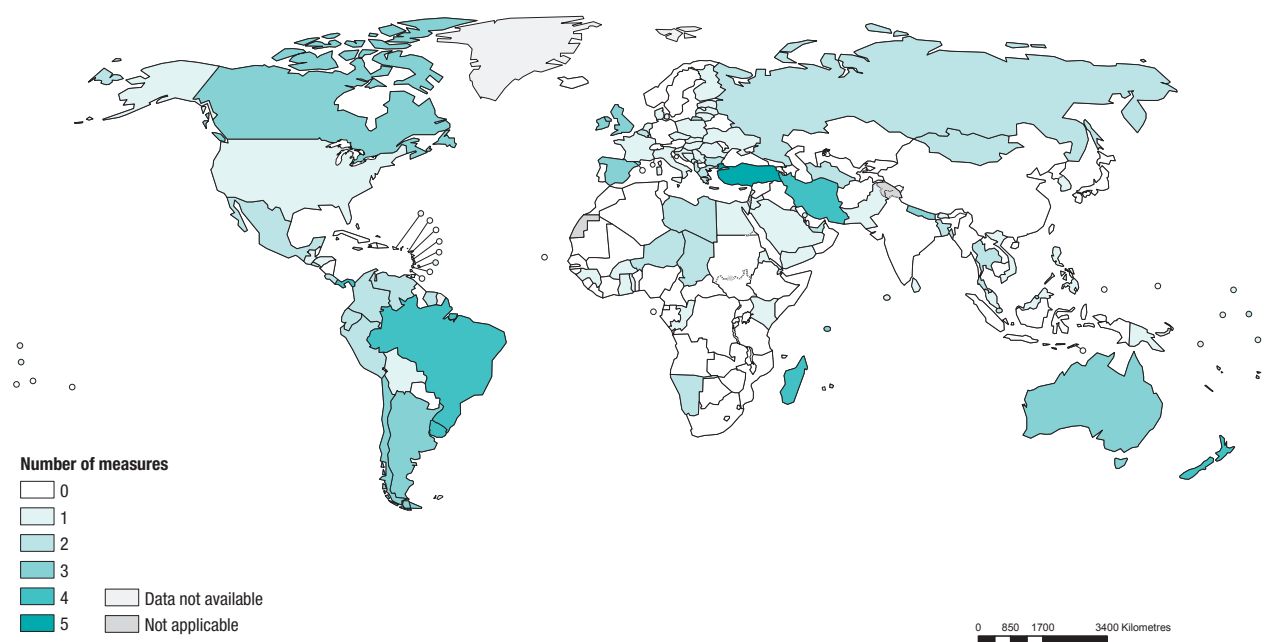 Number of measures
0
1
2
3
4
5
Data not available
Not applicable
0 850 1700 3400 Kilometres